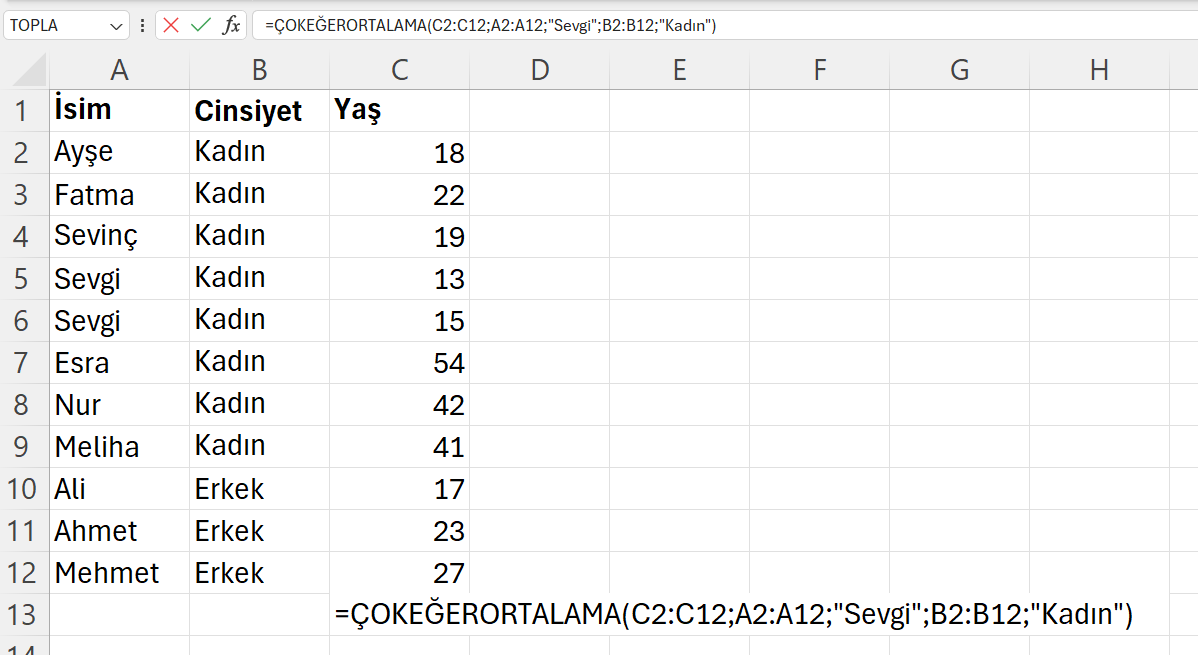 TOPLA fx =ÇOKEĞERORTALAMA(C2:C12;A2:A12;"Sevgi";B2:B12;"Kadın")
A B C D E F G H
1 İsim Cinsiyet Yaş
2 Ayşe Kadın 18
3 Fatma Kadın 22
4 Sevinç Kadın 19
5 Sevgi Kadın 13
6 Sevgi Kadın 15
7 Esra Kadın 54
8 Nur Kadın 42
9 Meliha Kadın 41
10 Ali Erkek 17
11 Ahmet Erkek 23
12 Mehmet Erkek 27
13 =ÇOKEĞERORTALAMA(C2:C12;A2:A12;"Sevgi";B2:B12;"Kadın")
14